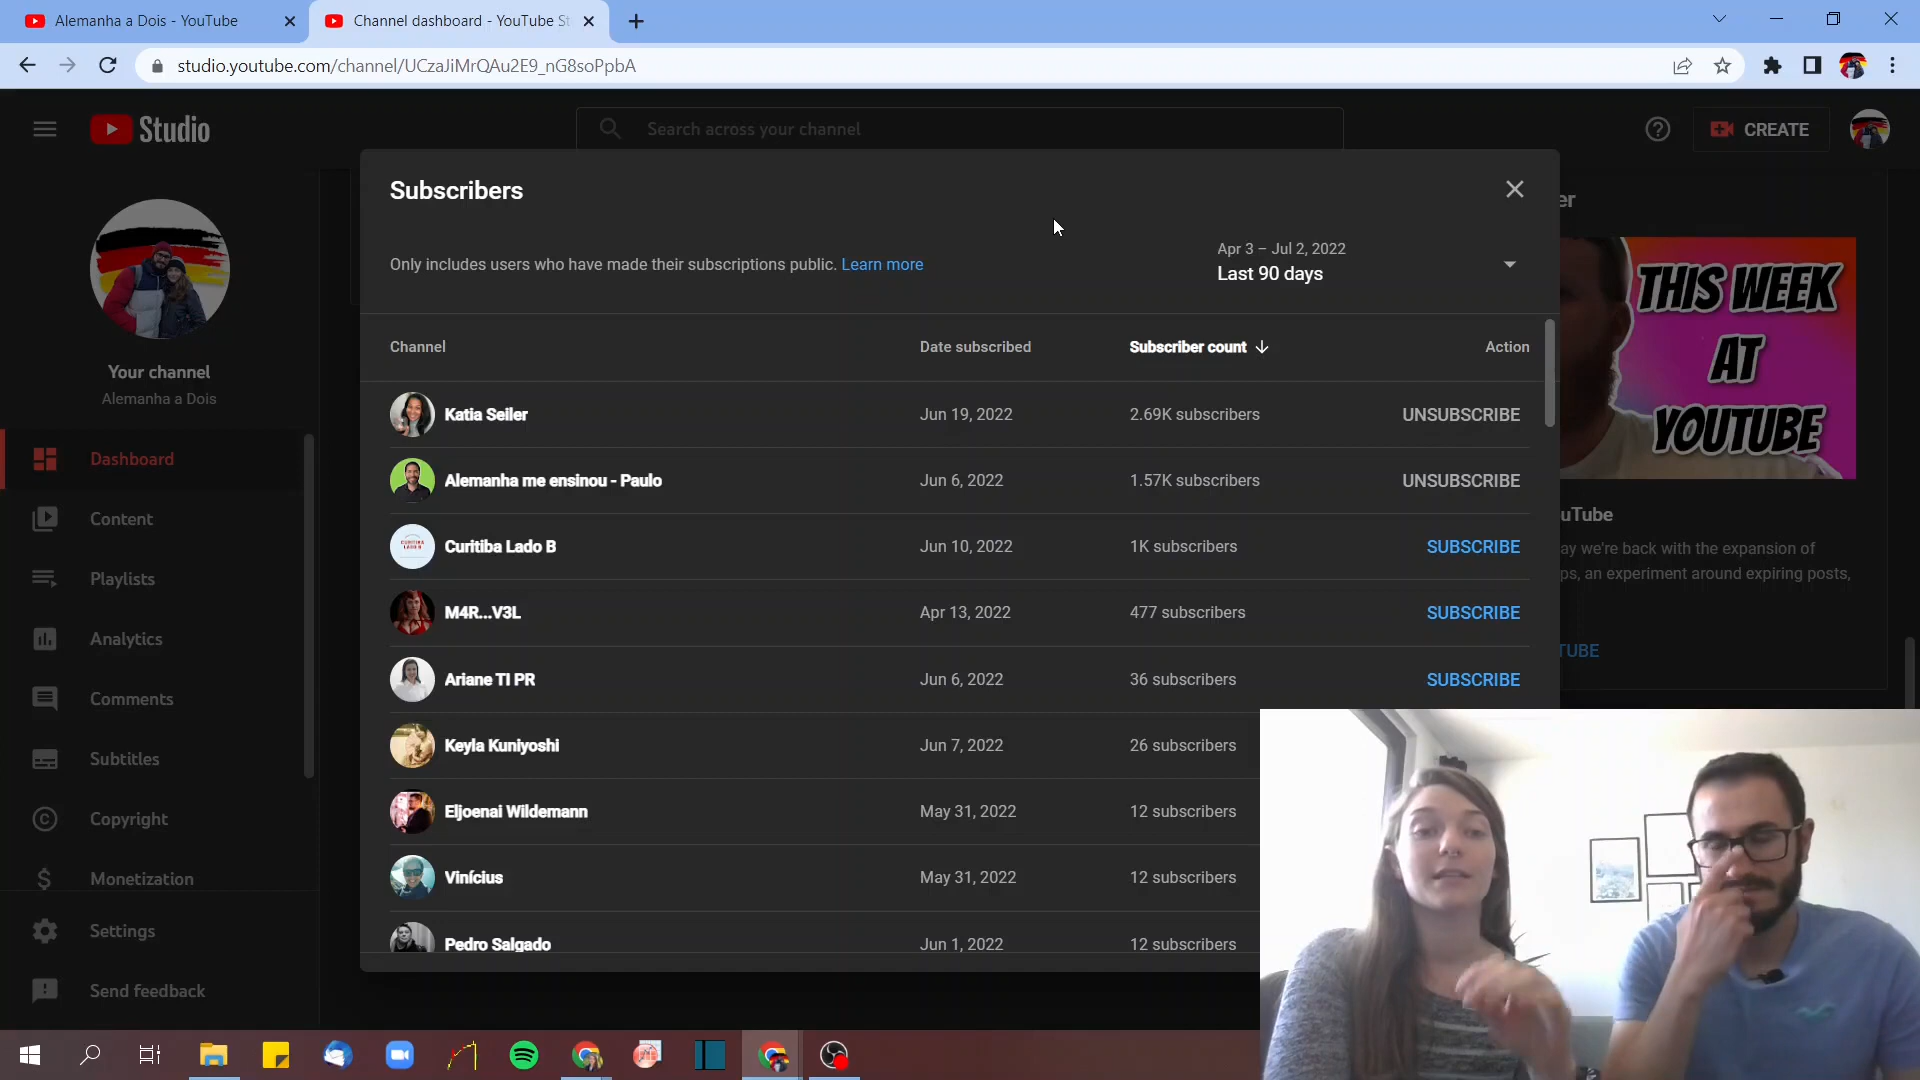 Alemanha a Dois - YouTube
Channel dashboard - YouTube St
studio.youtube.com/channel/UCzaJiMrQAu2E9_nG8soPpbA
Studio
Search across your channel
CREATE
Subscribers
Only includes users who have made their subscriptions public. Learn more
Apr 3 – Jul 2, 2022
Last 90 days
Channel
Date subscribed
Subscriber count
Action
Katia Seiler
Jun 19, 2022
2.69K subscribers
UNSUBSCRIBE
Alemanha me ensinou - Paulo
Jun 6, 2022
1.57K subscribers
UNSUBSCRIBE
CURITIBA
LADO B
Curitiba Lado B
Jun 10, 2022
1K subscribers
SUBSCRIBE
M4R...V3L
Apr 13, 2022
477 subscribers
SUBSCRIBE
Ariane TI PR
Jun 6, 2022
36 subscribers
SUBSCRIBE
Keyla Kuniyoshi
Jun 7, 2022
26 subscribers
Eljoenai Wildemann
May 31, 2022
12 subscribers
Vinícius
May 31, 2022
12 subscribers
Pedro Salgado
Jun 1, 2022
12 subscribers
Your channel
Alemanha a Dois
Dashboard
Content
Playlists
Analytics
Comments
Subtitles
Copyright
Monetization
Settings
Send feedback
er
THIS WEEK
AT
YOUTUBE
uTube
ay we're back with the expansion of
ps, an experiment around expiring posts,
TUBE